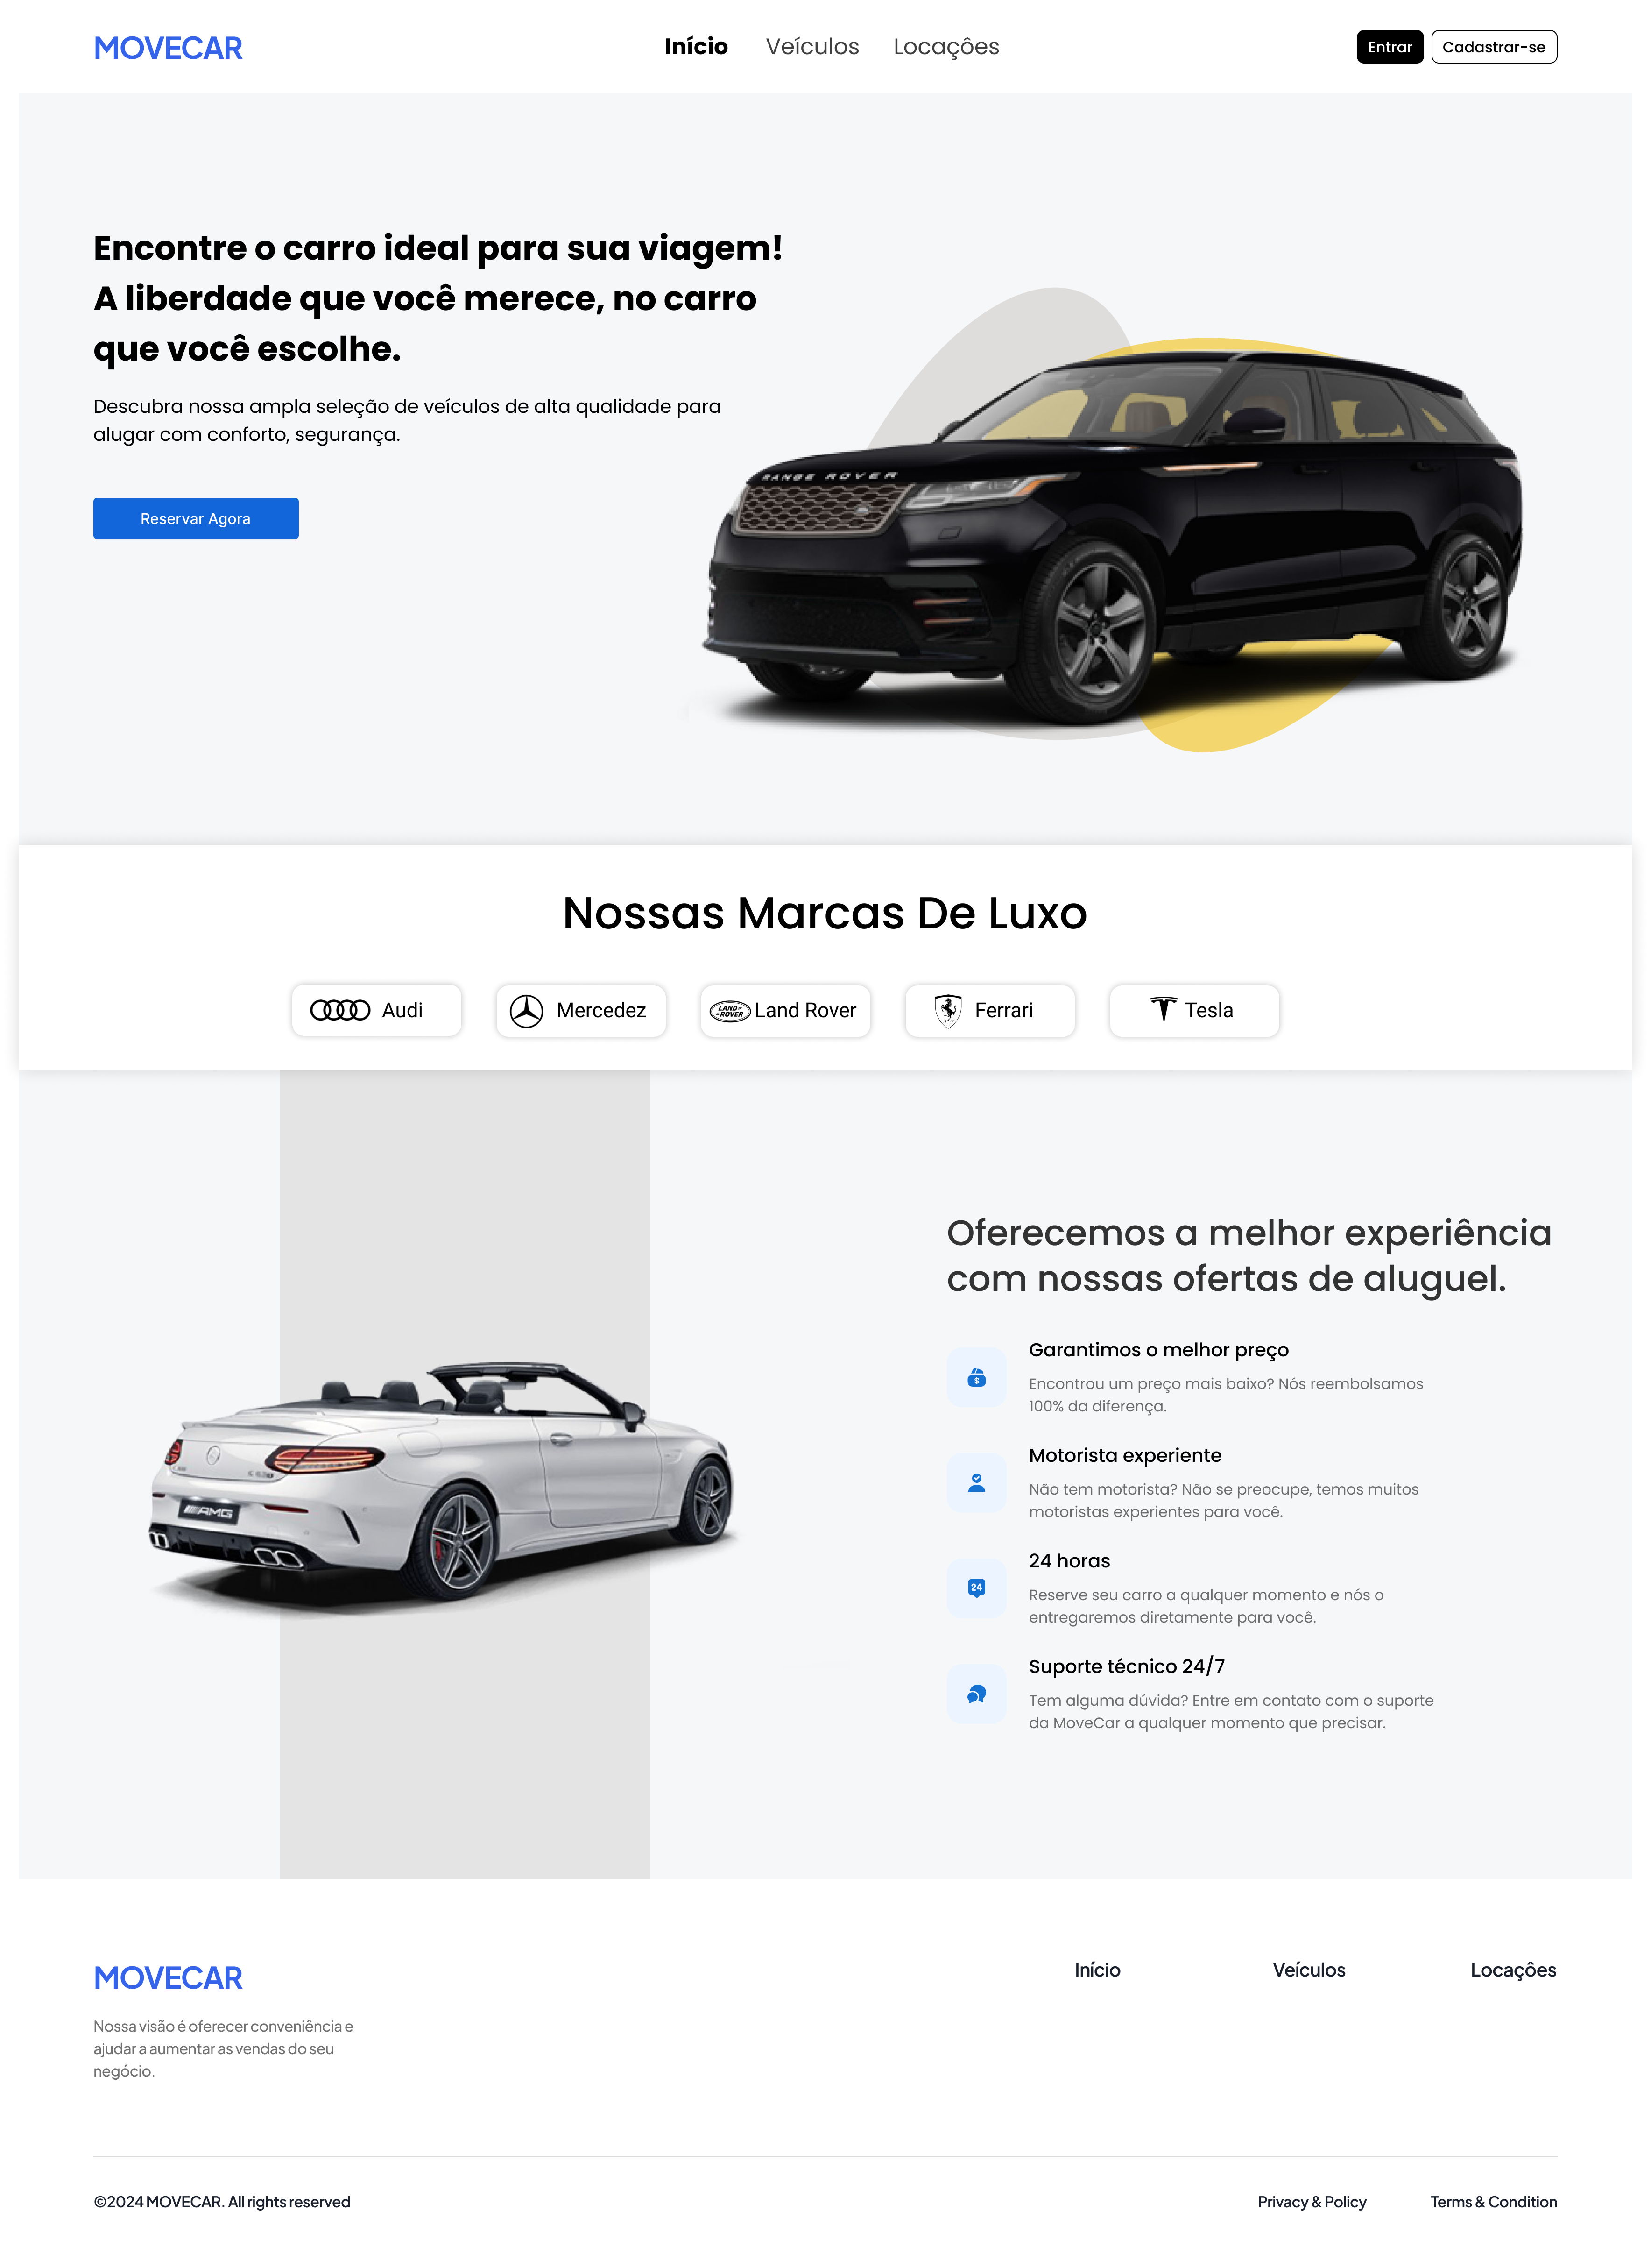 MOVECAR
Início Veículos Locações
Entrar Cadastrar-se
Encontre o carro ideal para sua viagem!
A liberdade que você merece, no carro
que você escolhe.
Descubra nossa ampla seleção de veículos de alta qualidade para
alugar com conforto, segurança.
Reservar Agora
RANGE ROVER
Nossas Marcas De Luxo
Audi
Mercedez
LAND-
-ROVER
Land Rover
Ferrari
Tesla
AMG
Oferecemos a melhor experiência
com nossas ofertas de aluguel.
$
Garantimos o melhor preço
Encontrou um preço mais baixo? Nós reembolsamos
100% da diferença.
Motorista experiente
Não tem motorista? Não se preocupe, temos muitos
motoristas experientes para você.
24
24 horas
Reserve seu carro a qualquer momento e nós o
entregaremos diretamente para você.
Suporte técnico 24/7
Tem alguma dúvida? Entre em contato com o suporte
da MoveCar a qualquer momento que precisar.
MOVECAR
Nossa visão é oferecer conveniência e
ajudar a aumentar as vendas do seu
negócio.
Início Veículos Locações
©2024 MOVECAR. All rights reserved
Privacy & Policy Terms & Condition